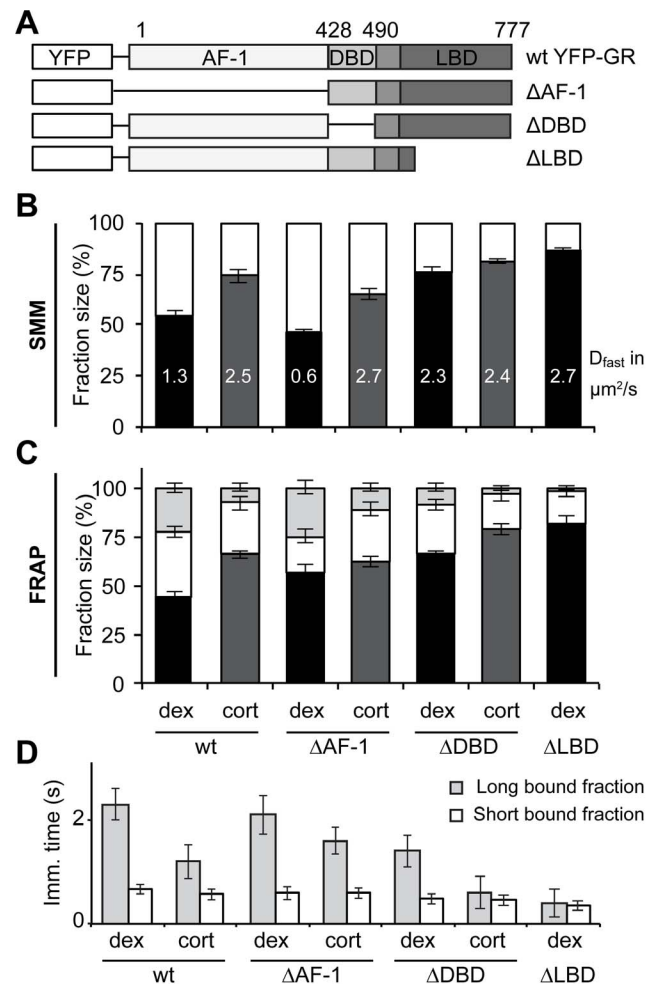 A
1 428 490 777
YFP AF-1 DBD LBD wt YFP-GR
ΔAF-1
ΔDBD
ΔLBD
B
SMM
Fraction size (%)
100
75
50
25
0
1.3 2.5 0.6 2.7 2.3 2.4 2.7
D fast in
μm²/s
C
FRAP
Fraction size (%)
100
75
50
25
0
dex cort dex cort dex cort dex
wt ΔAF-1 ΔDBD ΔLBD
D
Imm. time (s)
2
0
Long bound fraction
Short bound fraction
dex cort dex cort dex cort dex
wt ΔAF-1 ΔDBD ΔLBD